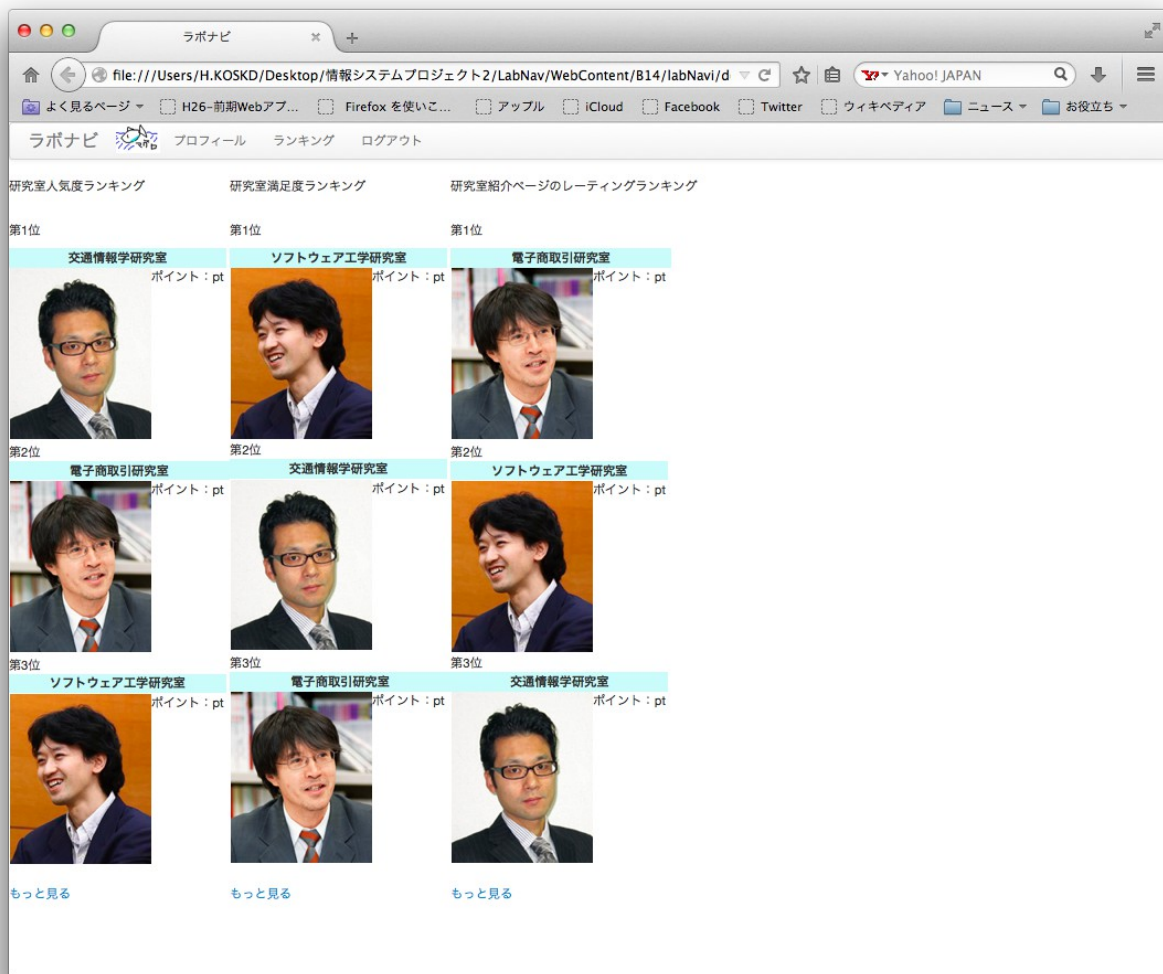 ラボナビ
file:///Users/H.KOSKD/Desktop/情報システムプロジェクト2/LabNav/WebContent/B14/labNavi/d
Yahoo! JAPAN
よく見るページ
H26-前期Webアプ...
Firefox を使いこ...
アップル
iCloud
Facebook
Twitter
ウィキペディア
ニュース
お役立ち
ラボナビ プロフィール ランキング ログアウト
研究室人気度ランキング
第1位
交通情報学研究室
ポイント：pt
第2位
電子商取引研究室
ポイント：pt
第3位
ソフトウェア工学研究室
ポイント：pt
もっと見る
研究室満足度ランキング
第1位
ソフトウェア工学研究室
ポイント：pt
第2位
交通情報学研究室
ポイント：pt
第3位
電子商取引研究室
ポイント：pt
もっと見る
研究室紹介ページのレーティングランキング
第1位
電子商取引研究室
ポイント：pt
第2位
ソフトウェア工学研究室
ポイント：pt
第3位
交通情報学研究室
ポイント：pt
もっと見る